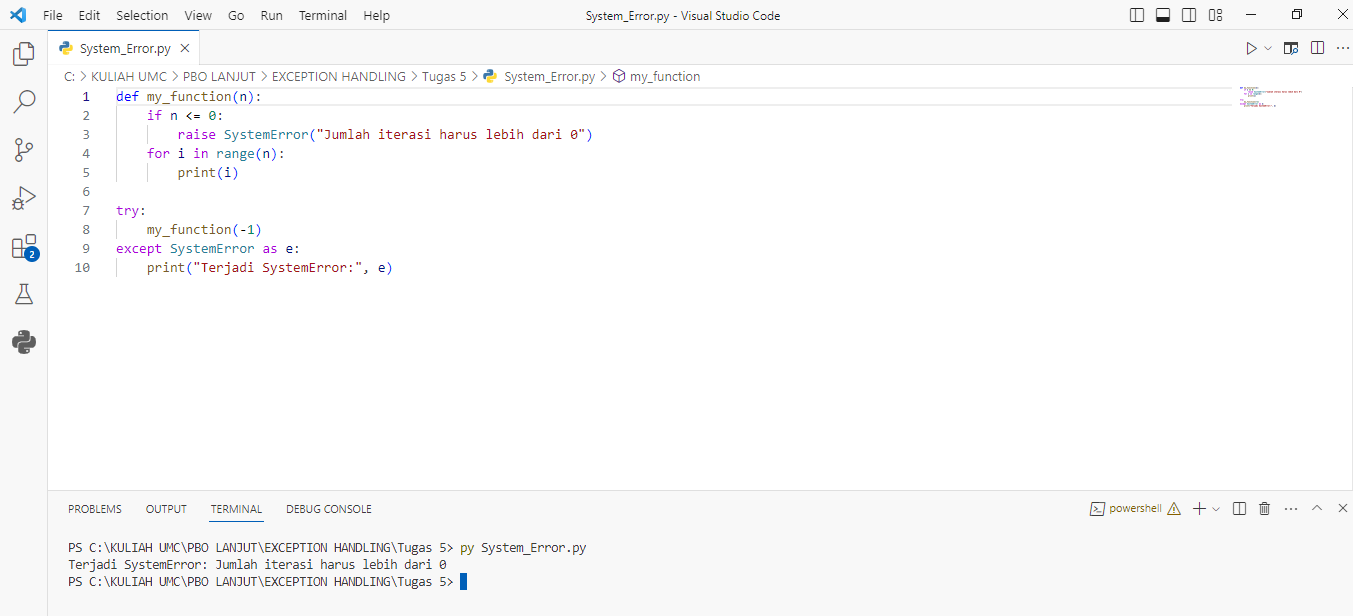 File Edit Selection View Go Run Terminal Help System_Error.py - Visual Studio Code
System_Error.py
C: > KULIAH UMC > PBO LANJUT > EXCEPTION HANDLING > Tugas 5 > System_Error.py > my_function
1 def my_function(n):
2     if n <= 0:
3         raise SystemError("Jumlah iterasi harus lebih dari 0")
4     for i in range(n):
5         print(i)
6
7 try:
8     my_function(-1)
9 except SystemError as e:
10     print("Terjadi SystemError:", e)
2
PROBLEMS OUTPUT TERMINAL DEBUG CONSOLE powershell
PS C:\KULIAH UMC\PBO LANJUT\EXCEPTION HANDLING\Tugas 5> py System_Error.py
Terjadi SystemError: Jumlah iterasi harus lebih dari 0
PS C:\KULIAH UMC\PBO LANJUT\EXCEPTION HANDLING\Tugas 5>